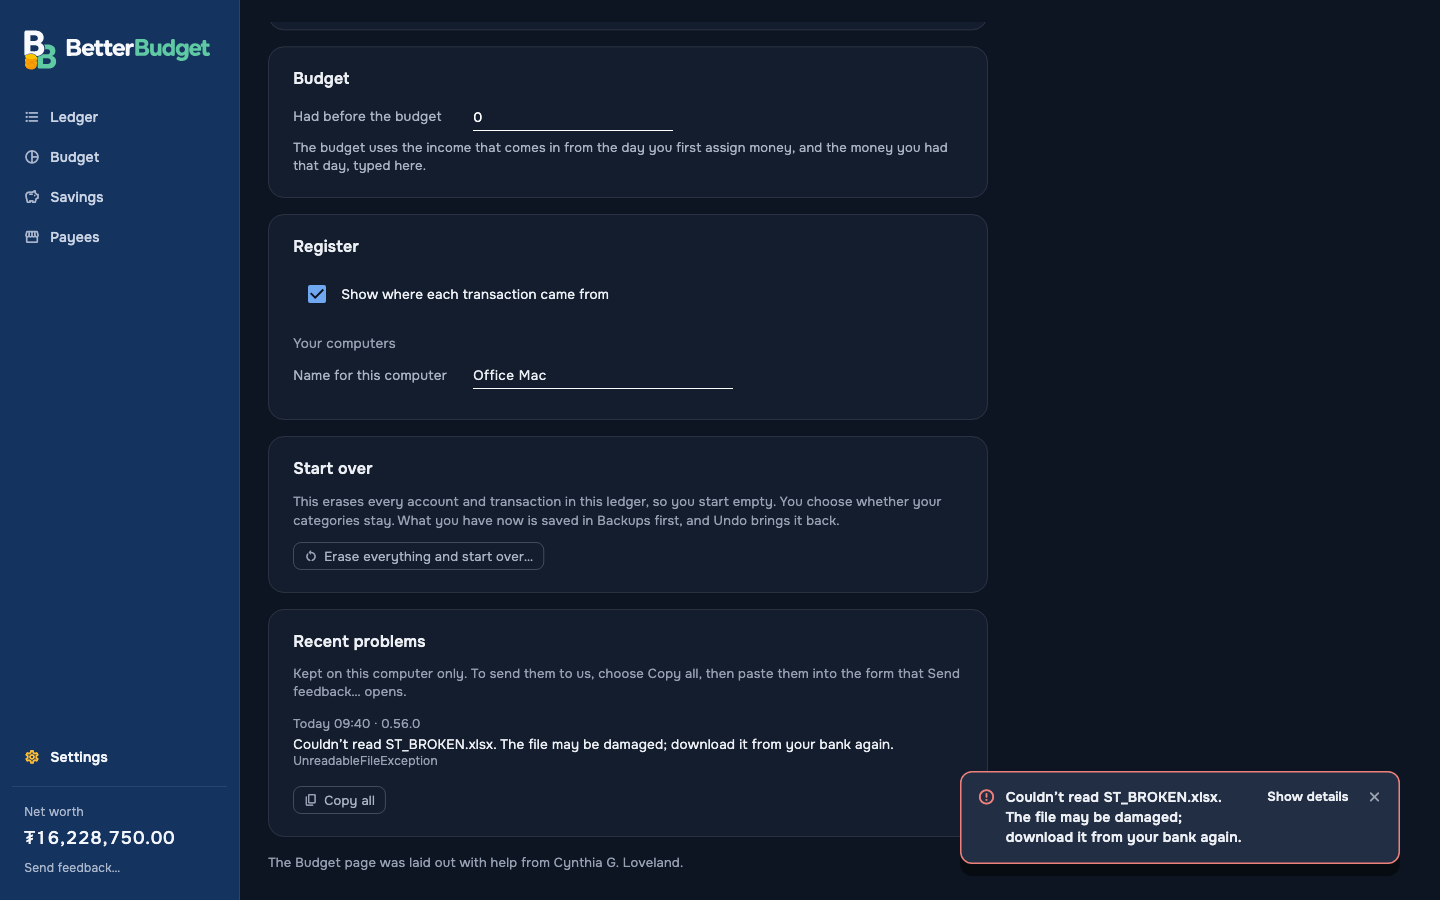 BetterBudget
Ledger
Budget
Savings
Payees
Settings
Net worth
₮16,228,750.00
Send feedback...
Budget
Had before the budget
0
The budget uses the income that comes in from the day you first assign money, and the money you had
that day, typed here.
Register
Show where each transaction came from
Your computers
Name for this computer
Office Mac
Start over
This erases every account and transaction in this ledger, so you start empty. You choose whether your
categories stay. What you have now is saved in Backups first, and Undo brings it back.
Erase everything and start over...
Recent problems
Kept on this computer only. To send them to us, choose Copy all, then paste them into the form that Send
feedback... opens.
Today 09:40 · 0.56.0
Couldn’t read ST_BROKEN.xlsx. The file may be damaged; download it from your bank again.
UnreadableFileException
Copy all
The Budget page was laid out with help from Cynthia G. Loveland.
Couldn’t read ST_BROKEN.xlsx.
The file may be damaged;
download it from your bank again.
Show details